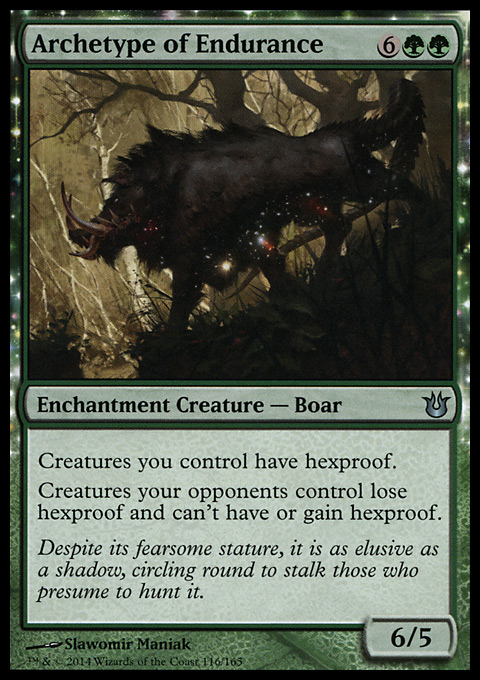 Archetype of Endurance 6
Enchantment Creature — Boar
Creatures you control have hexproof.
Creatures your opponents control lose
hexproof and can't have or gain hexproof.
Despite its fearsome stature, it is as elusive as
a shadow, circling round to stalk those who
presume to hunt it.
6/5
Slawomir Maniak
™ & © 2014 Wizards of the Coast 116/165